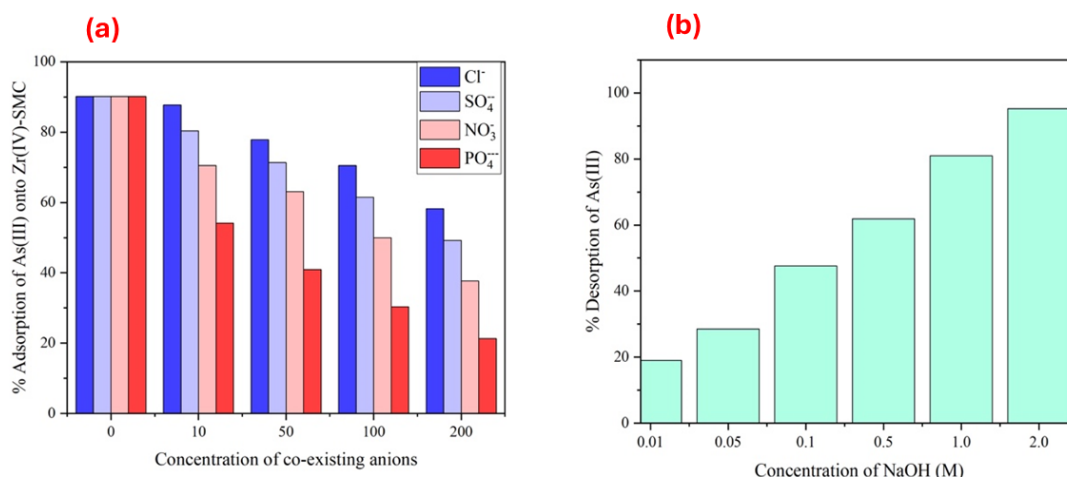 (a)
100
80
60
40
20
0
% Adsorption of As(III) onto Zr(IV)-SMC
Cl⁻
SO₄⁻⁻
NO₃⁻
PO₄⁻⁻⁻
0 10 50 100 200
Concentration of co-existing anions
(b)
100
80
60
40
20
0
% Desorption of As(III)
0.01 0.05 0.1 0.5 1.0 2.0
Concentration of NaOH (M)